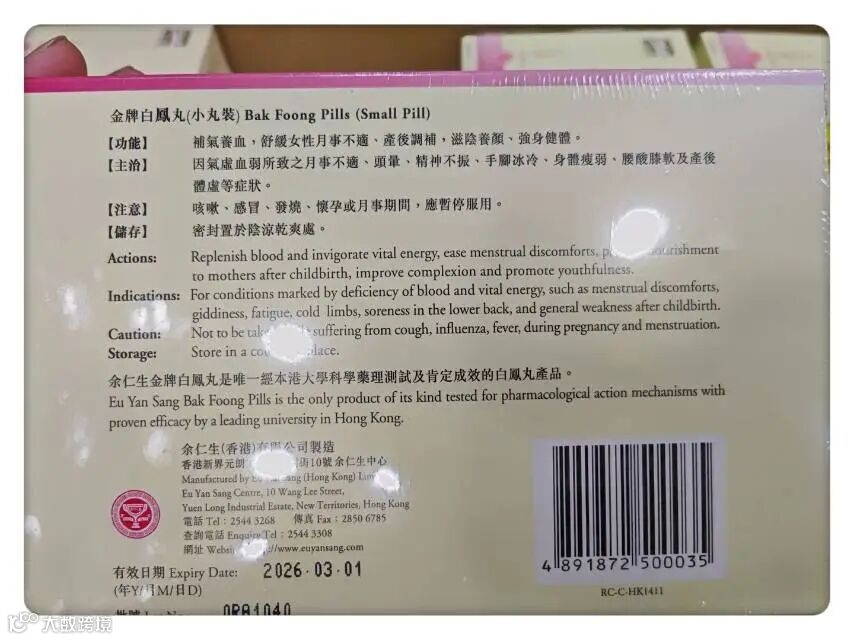 金牌白鳳丸(小丸裝) Bak Foong Pills (Small Pill)
【功能】 補氣養血，舒緩女性月事不適、產後調補，滋陰養顏、強身健體。
【主治】 因氣虛血弱所致之月事不適、頭暈、精神不振、手腳冰冷、身體瘦弱、腰酸膝軟及產後
體虛等症狀。
【注意】 咳嗽、感冒、發燒、懷孕或月事期間，應暫停服用。
【儲存】 密封置於陰涼乾爽處。
Actions: Replenish blood and invigorate vital energy, ease menstrual discomforts,
to mothers after childbirth, improve complexion and promote youthfulness.
Indications: For conditions marked by deficiency of blood and vital energy, such as menstrual discomforts,
giddiness, fatigue, cold limbs, soreness in the lower back, and general weakness after childbirth.
Caution: Not to be suffering from cough, influenza, fever, during pregnancy and menstruation.
Storage: Store in a place.
余仁生金牌白鳳丸是唯一經本港大學科學藥理測試及肯定成效的白鳳丸產品。
Eu Yan Sang Bak Foong Pills is the only product of its kind tested for pharmacological action mechanisms with
proven efficacy by a leading university in Hong Kong.
余仁生(香港)有限公司製造
香港新界元朗 街10號余仁生中心
Manufactured by Eu Yan Sang (Hong Kong)
Eu Yan Sang Centre, 10 Wang Lee Street,
Yuen Long Industrial Estate, New Territories, Hong Kong
電話 Tel: 2544 3268 傳真 Fax: 2850 6785
查詢電話 Enquiry Tel: 2544 3308
網址 www.euyansang.com
有效日期 Expiry Date: 2026·03·01
(年Y/月M/日D)
4 891872 500035
RC-C-HK1411
大數跨境